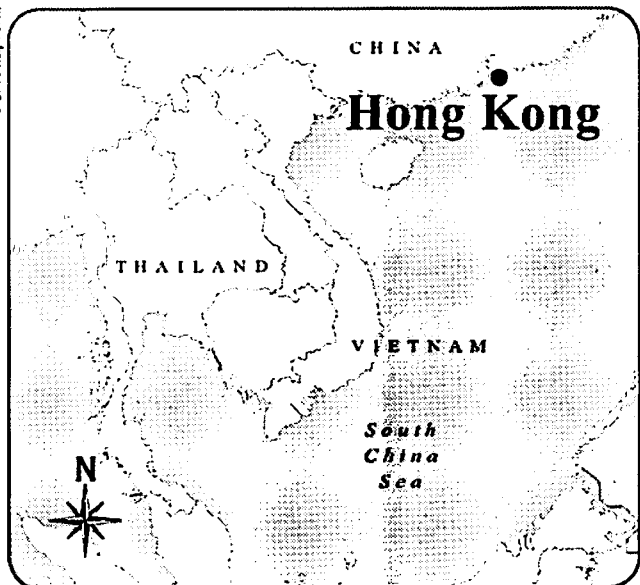 CHINA
Hong Kong
THAILAND
VIETNAM
South
China
Sea
N